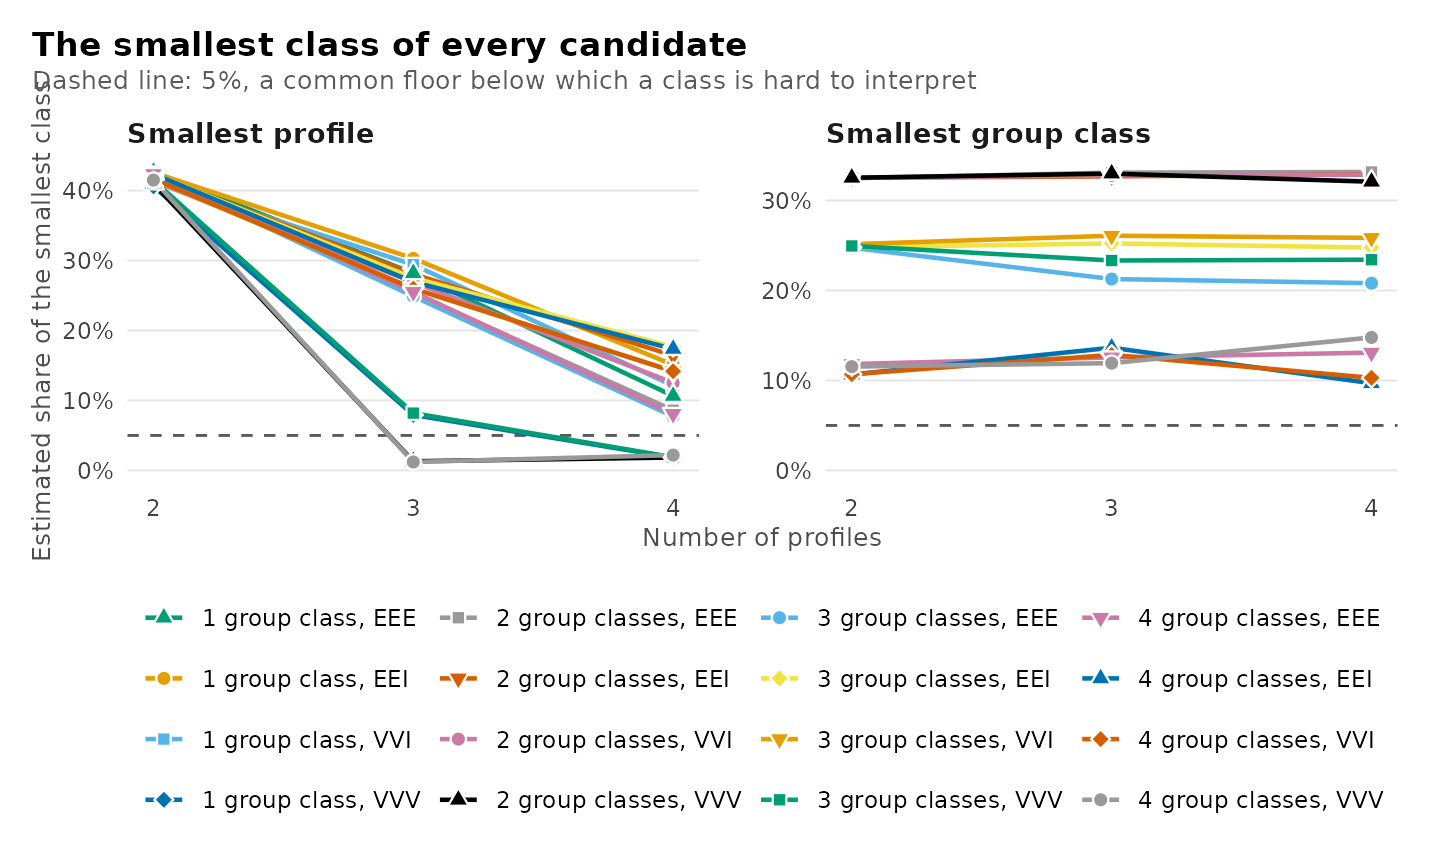 The smallest class of every candidate
Dashed line: 5%, a common floor below which a class is hard to interpret
Estimated share of the smallest class
Smallest profile
40%
30%
20%
10%
0%
2 3 4
Smallest group class
30%
20%
10%
0%
2 3 4
Number of profiles
1 group class, EEE 2 group classes, EEE 3 group classes, EEE 4 group classes, EEE
1 group class, EEI 2 group classes, EEI 3 group classes, EEI 4 group classes, EEI
1 group class, VVI 2 group classes, VVI 3 group classes, VVI 4 group classes, VVI
1 group class, VVV 2 group classes, VVV 3 group classes, VVV 4 group classes, VVV